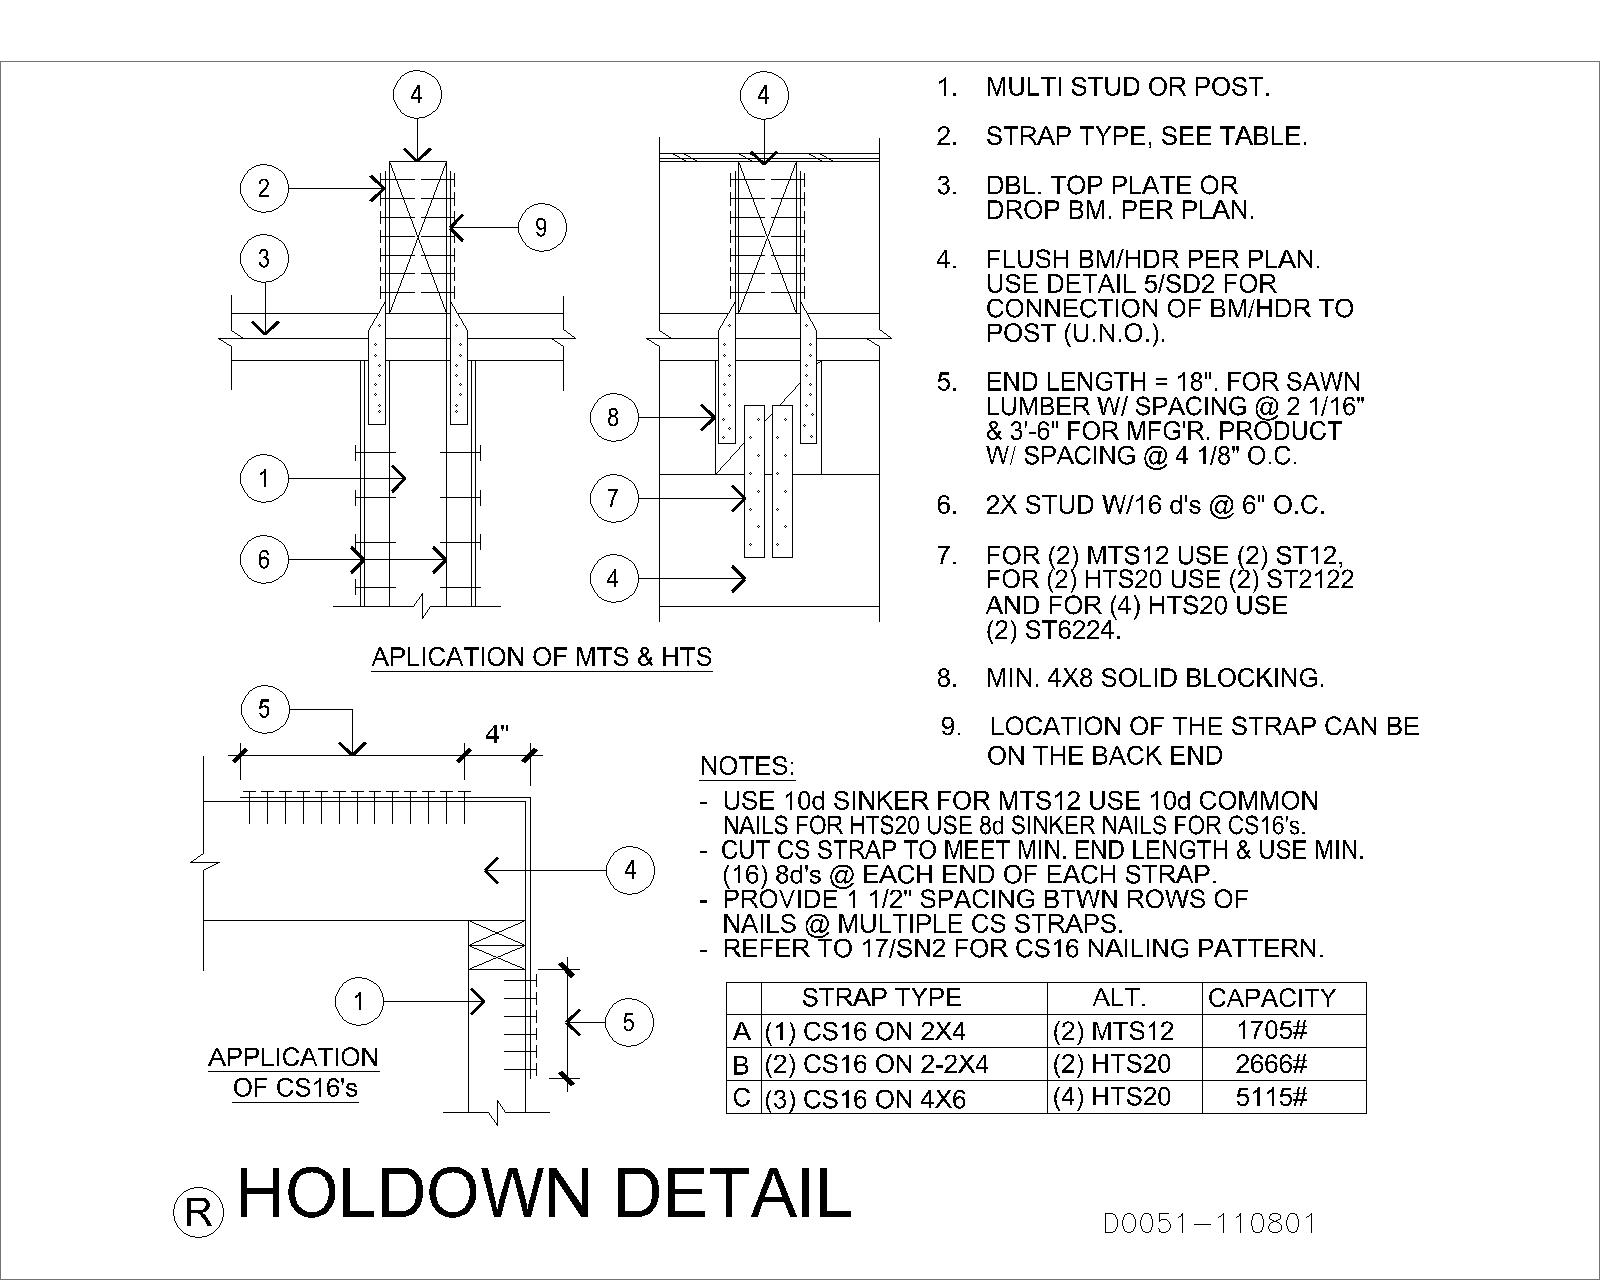 4
4
2
9
3
8
1
7
6
4
APLICATION OF MTS & HTS
1. MULTI STUD OR POST.
2. STRAP TYPE, SEE TABLE.
3. DBL. TOP PLATE OR
DROP BM. PER PLAN.
4. FLUSH BM/HDR PER PLAN.
USE DETAIL 5/SD2 FOR
CONNECTION OF BM/HDR TO
POST (U.N.O.).
5. END LENGTH = 18". FOR SAWN
LUMBER W/ SPACING @ 2 1/16"
& 3'-6" FOR MFG'R. PRODUCT
W/ SPACING @ 4 1/8" O.C.
6. 2X STUD W/16 d's @ 6" O.C.
7. FOR (2) MTS12 USE (2) ST12,
FOR (2) HTS20 USE (2) ST2122
AND FOR (4) HTS20 USE
(2) ST6224.
8. MIN. 4X8 SOLID BLOCKING.
9. LOCATION OF THE STRAP CAN BE
ON THE BACK END
5
4"
4
1
5
APPLICATION
OF CS16's
NOTES:
- USE 10d SINKER FOR MTS12 USE 10d COMMON
NAILS FOR HTS20 USE 8d SINKER NAILS FOR CS16's.
- CUT CS STRAP TO MEET MIN. END LENGTH & USE MIN.
(16) 8d's @ EACH END OF EACH STRAP.
- PROVIDE 1 1/2" SPACING BTWN ROWS OF
NAILS @ MULTIPLE CS STRAPS.
- REFER TO 17/SN2 FOR CS16 NAILING PATTERN.
STRAP TYPE ALT. CAPACITY
A (1) CS16 ON 2X4 (2) MTS12 1705#
B (2) CS16 ON 2-2X4 (2) HTS20 2666#
C (3) CS16 ON 4X6 (4) HTS20 5115#
R HOLDOWN DETAIL
D0051-110801